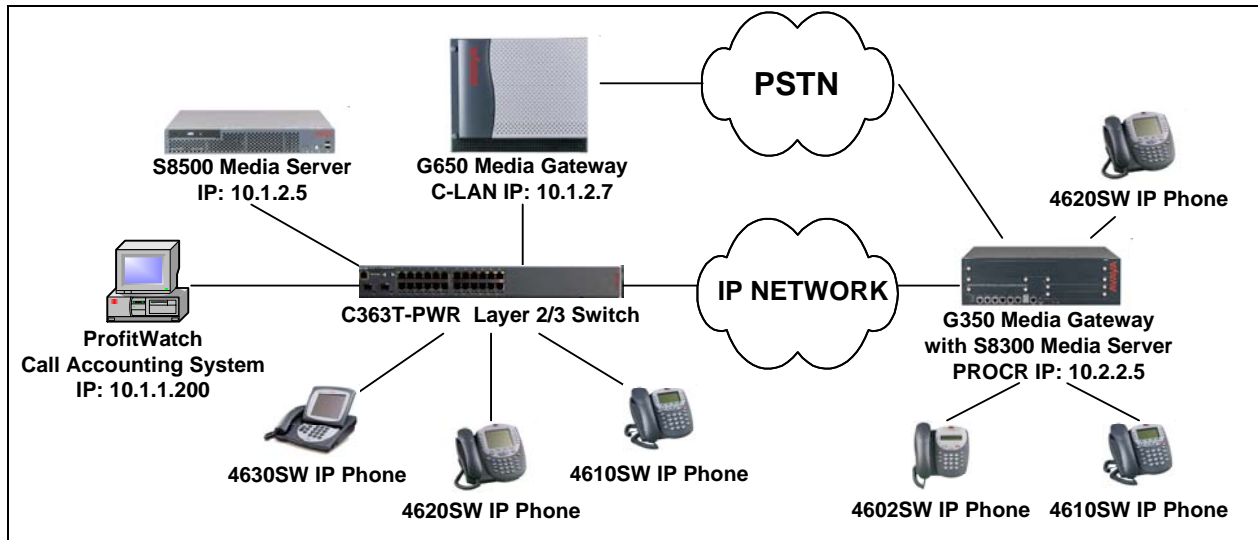 PSTN
S8500 Media Server
IP: 10.1.2.5
G650 Media Gateway
C-LAN IP: 10.1.2.7
4620SW IP Phone
IP NETWORK
C363T-PWR Layer 2/3 Switch
ProfitWatch
Call Accounting System
IP: 10.1.1.200
G350 Media Gateway
with S8300 Media Server
PROCR IP: 10.2.2.5
AVAYA
4630SW IP Phone
4620SW IP Phone
4610SW IP Phone
4602SW IP Phone
4610SW IP Phone